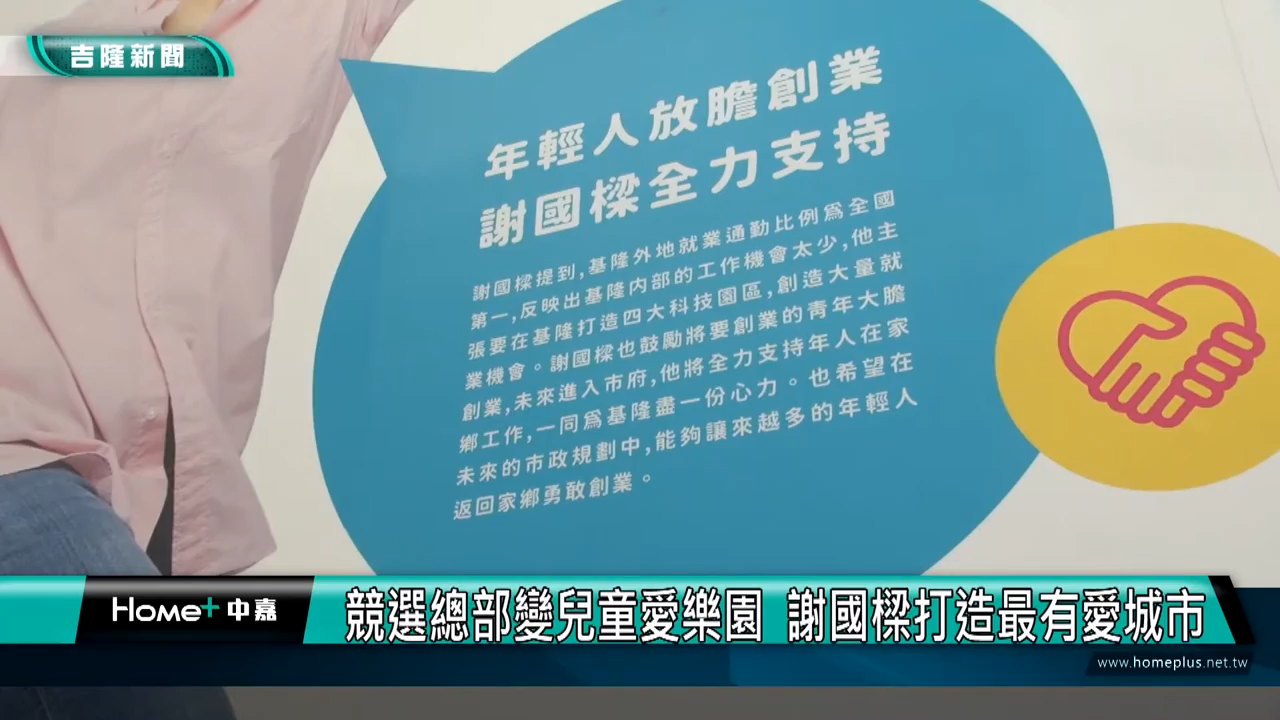 吉隆新聞
年輕人放膽創業
謝國樑全力支持
謝國樑提到,基隆外地就業通勤比例爲全國
第一,反映出基隆內部的工作機會太少,他主
張要在基隆打造四大科技園區,創造大量就
業機會。謝國樑也鼓勵將要創業的青年大膽
創業,未來進入市府,他將全力支持年人在家
鄉工作,一同爲基隆盡一份心力。也希望在
未來的市政規劃中,能夠讓來越多的年輕人
返回家鄉勇敢創業。
Home+中嘉
競選總部變兒童愛樂園 謝國樑打造最有愛城市
www.homeplus.net.tw